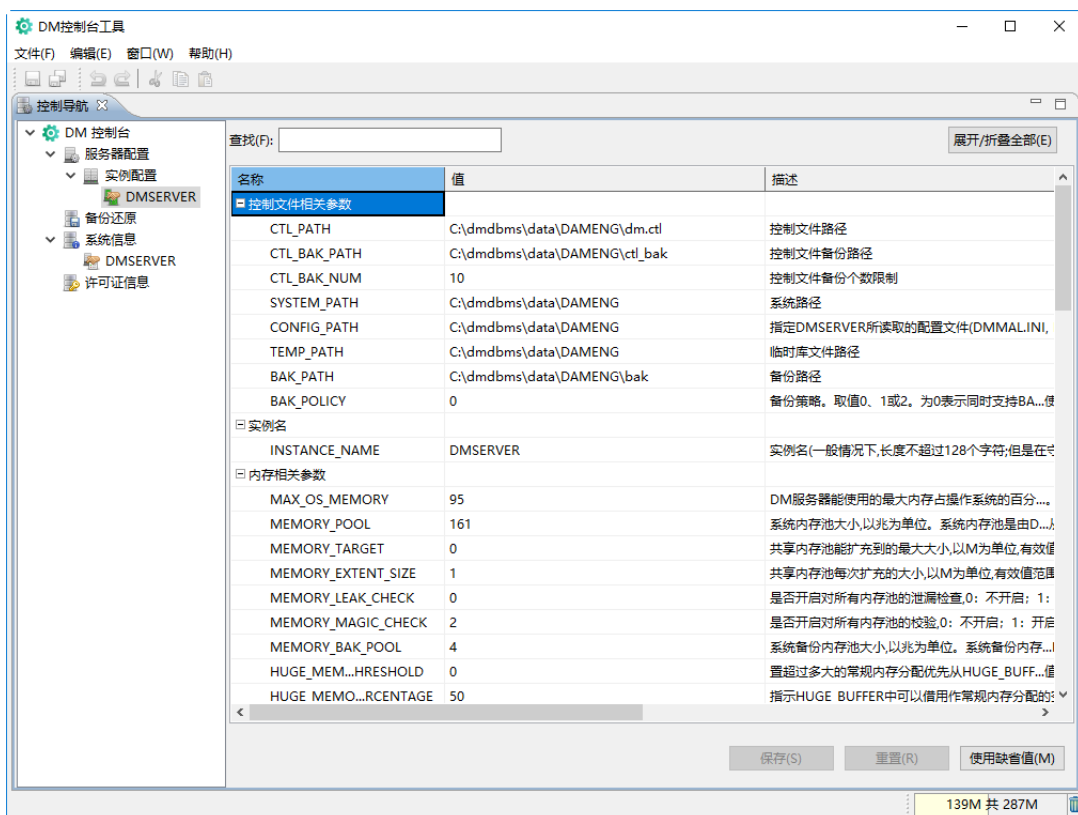 DM控制台工具
文件(F) 编辑(E) 窗口(W) 帮助(H)
控制导航
DM 控制台
服务器配置
实例配置
DMSERVER
备份还原
系统信息
DMSERVER
许可证信息
查找(F): 展开/折叠全部(E)
名称 值 描述
控制文件相关参数
CTL_PATH C:\dmdbms\data\DAMENG\dm.ctl 控制文件路径
CTL_BAK_PATH C:\dmdbms\data\DAMENG\ctl_bak 控制文件备份路径
CTL_BAK_NUM 10 控制文件备份个数限制
SYSTEM_PATH C:\dmdbms\data\DAMENG 系统路径
CONFIG_PATH C:\dmdbms\data\DAMENG 指定DMSERVER所读取的配置文件(DMMAL.INI,
TEMP_PATH C:\dmdbms\data\DAMENG 临时库文件路径
BAK_PATH C:\dmdbms\data\DAMENG\bak 备份路径
BAK_POLICY 0 备份策略。取值0、1或2。为0表示同时支持BA...使
实例名
INSTANCE_NAME DMSERVER 实例名(一般情况下,长度不超过128个字符;但是在
内存相关参数
MAX_OS_MEMORY 95 DM服务器能使用的最大内存占操作系统的百分...。
MEMORY_POOL 161 系统内存池大小,以兆为单位。系统内存池是由D...
MEMORY_TARGET 0 共享内存池能扩充到的最大大小,以M为单位,有效值
MEMORY_EXTENT_SIZE 1 共享内存池每次扩充的大小,以M为单位,有效值范围
MEMORY_LEAK_CHECK 0 是否开启对所有内存池的泄漏检查,0：不开启；1：
MEMORY_MAGIC_CHECK 2 是否开启对所有内存池的校验,0：不开启；1：开启
MEMORY_BAK_POOL 4 系统备份内存池大小,以兆为单位。系统备份内存...
HUGE_MEM...HRESHOLD 0 置超过多大的常规内存分配优先从HUGE_BUFF...值
HUGE_MEMO...RCENTAGE 50 指示HUGE BUFFER中可以借用作常规内存分配的
保存(S) 重置(R) 使用缺省值(M)
139M 共 287M